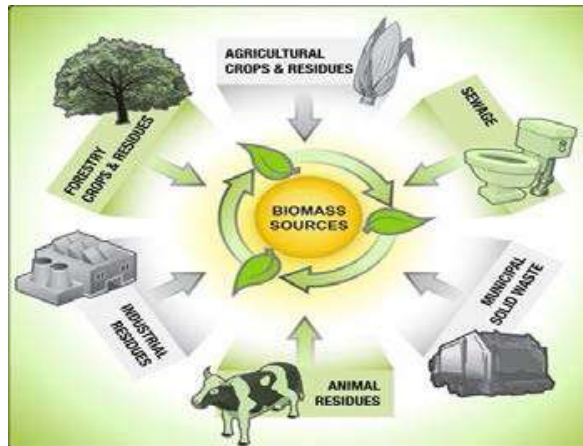 AGRICULTURAL
CROPS & RESIDUES
SEWAGE
FORESTRY
CROPS & RESIDUES
BIOMASS
SOURCES
MUNICIPAL
SOLID WASTE
INDUSTRIAL
RESIDUES
ANIMAL
RESIDUES